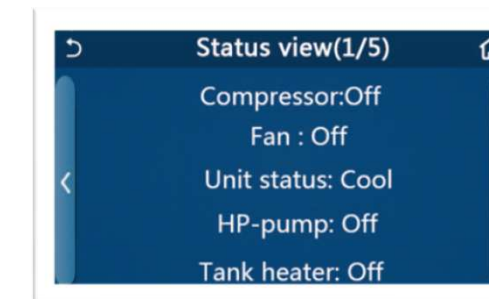 Status view(1/5)
Compressor:Off
Fan : Off
Unit status: Cool
HP-pump: Off
Tank heater: Off